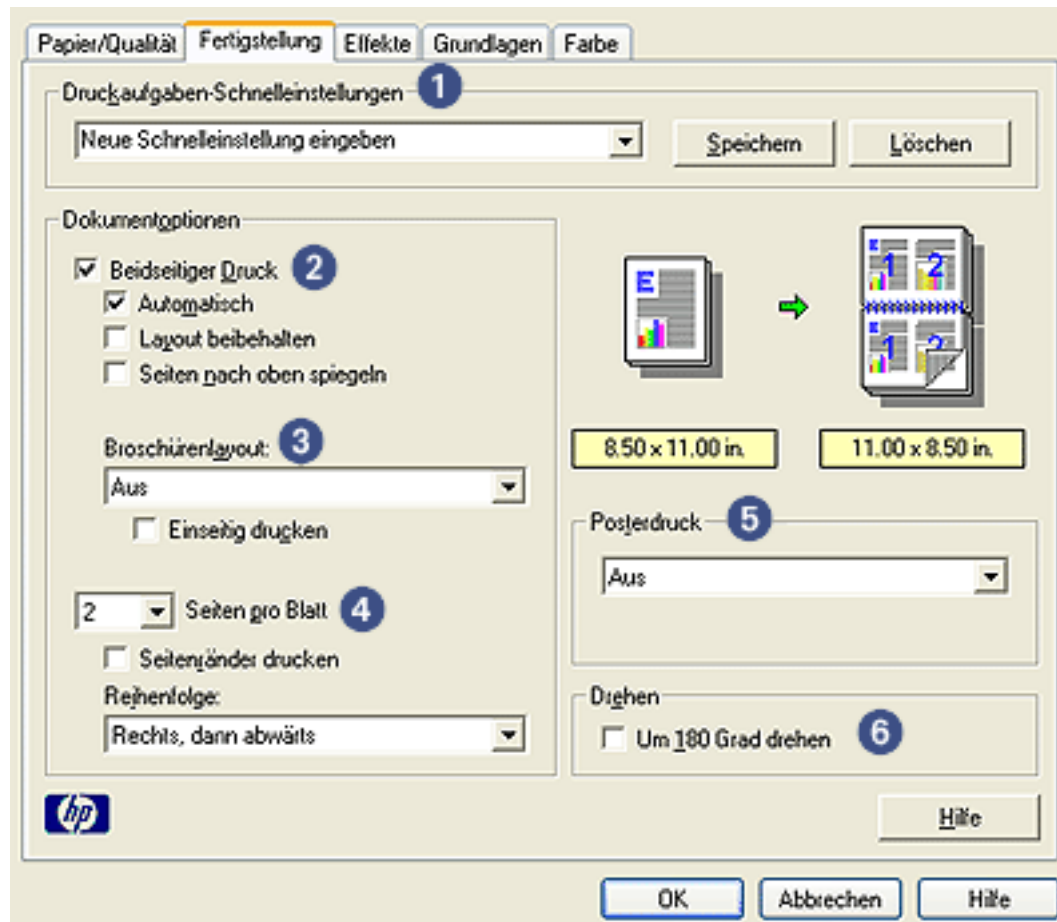 Papier/Qualität Fertigstellung Effekte Grundlagen Farbe
Druckaufgaben-Schnelleinstellungen 1
Neue Schnelleinstellung eingeben Speichern Löschen
Dokumentoptionen
Beidseitiger Druck 2
Automatisch
Layout beibehalten
Seiten nach oben spiegeln
Broschürenlayout: 3
Aus
Einseitig drucken
2 Seiten pro Blatt 4
Seitenränder drucken
Reihenfolge:
Rechts, dann abwärts
E
E 1 2
E 1 2
8.50 x 11.00 in. 11.00 x 8.50 in.
Posterdruck 5
Aus
Drehen
Um 180 Grad drehen 6
hp
Hilfe
OK Abbrechen Hilfe